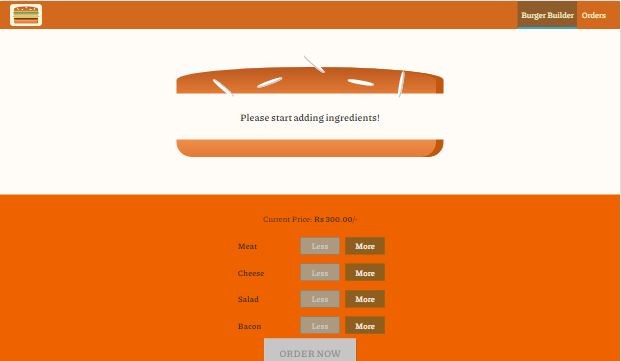 Burger Builder Orders
Please start adding ingredients!
Current Price: Rs 300.00/-
Meat Less More
Cheese Less More
Salad Less More
Bacon Less More
ORDER NOW